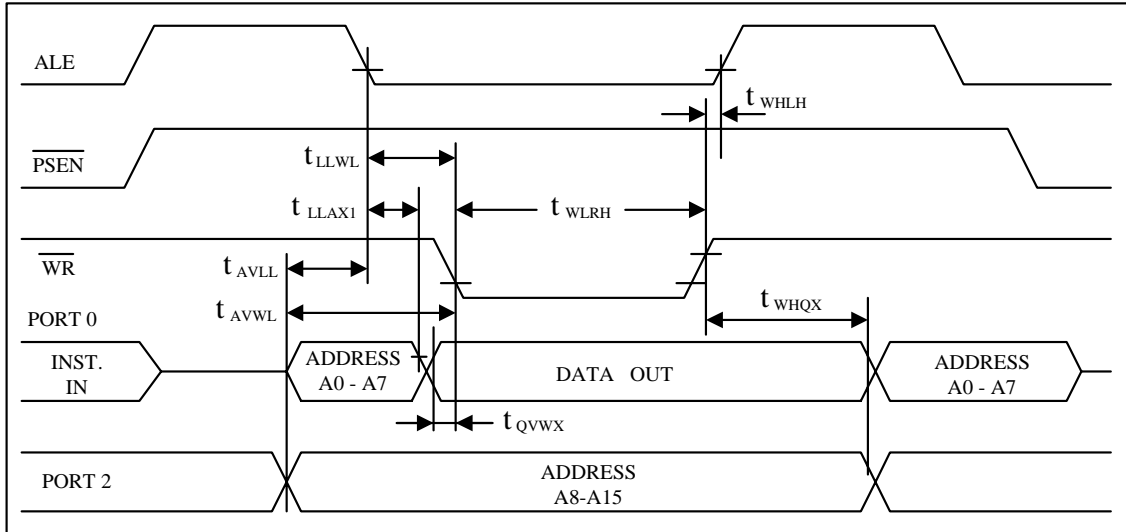 ALE
t WHLH
PSEN
t LLWL
t LLAX1
t WLRH
WR
t AVLL
t AVWL
t WHQX
PORT 0
INST.
IN
ADDRESS
A0 - A7
DATA OUT
ADDRESS
A0 - A7
t QVWX
PORT 2
ADDRESS
A8-A15